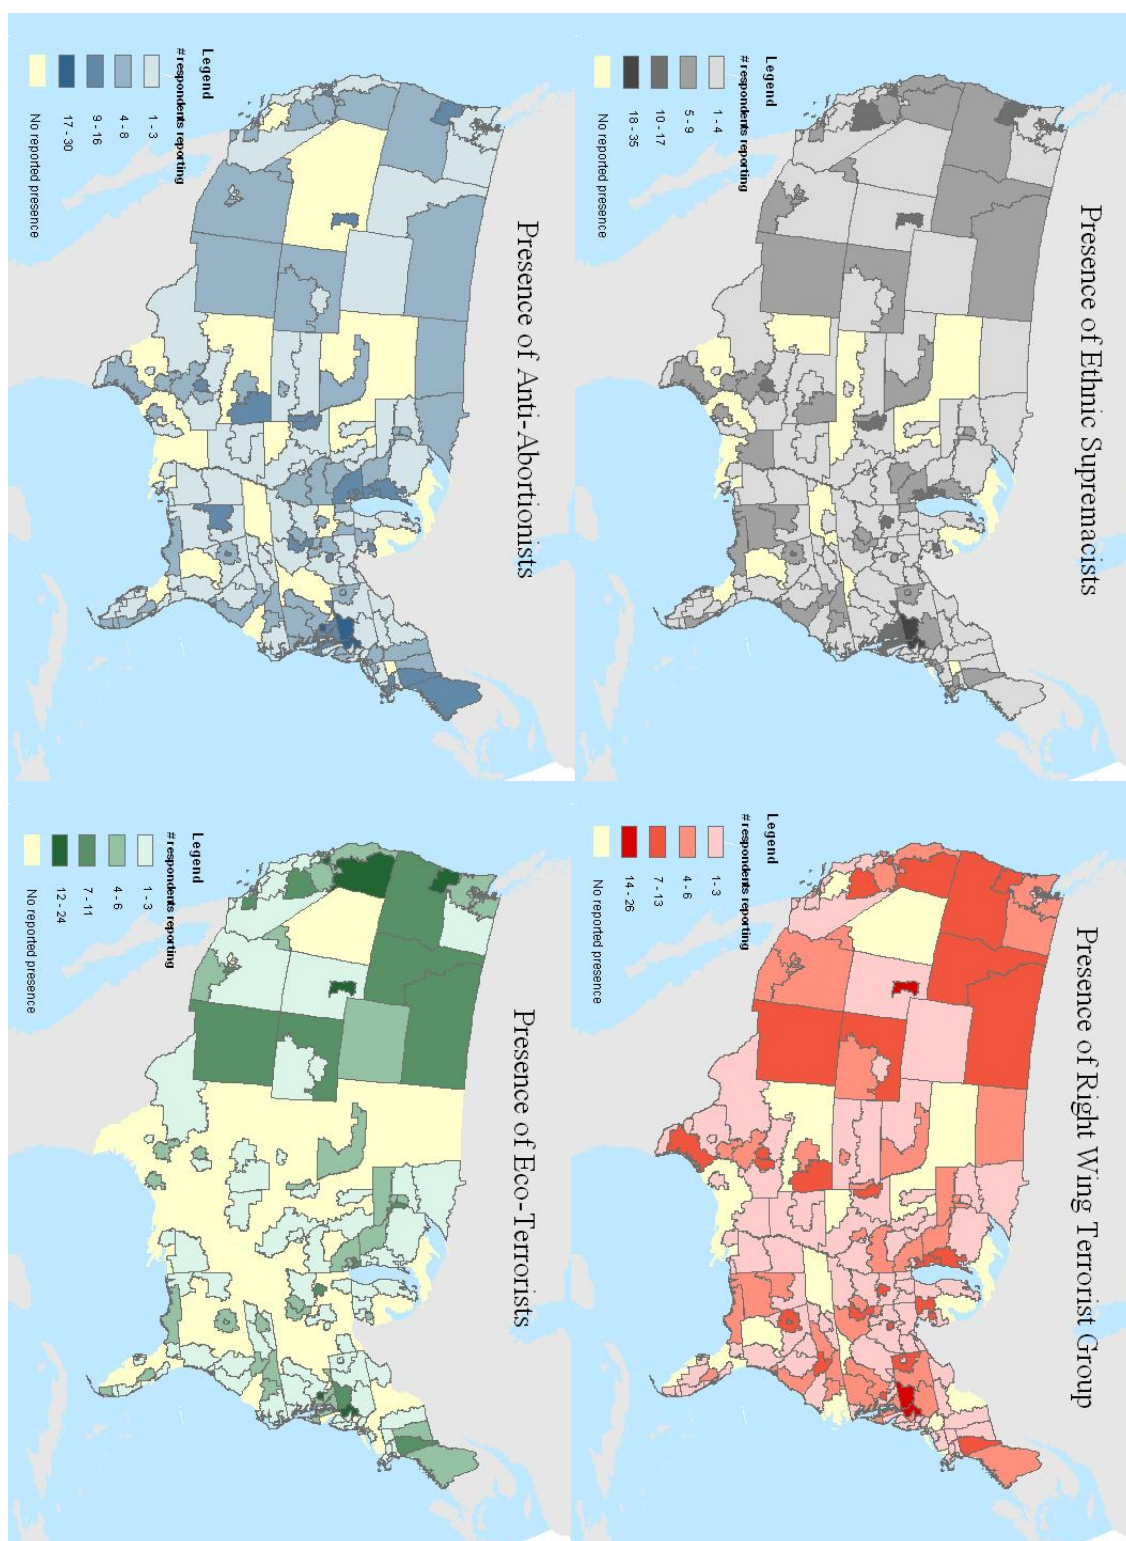 Presence of Ethnic Supremacists
Legend
# respondents reporting
1 - 4
5 - 9
10 - 17
18 - 35
No reported presence
Presence of Right Wing Terrorist Group
Legend
# respondents reporting
1 - 3
4 - 6
7 - 13
14 - 26
No reported presence
Presence of Anti-Abortionists
Legend
# respondents reporting
1 - 3
4 - 8
9 - 16
17 - 30
No reported presence
Presence of Eco-Terrorists
Legend
# respondents reporting
1 - 3
4 - 6
7 - 11
12 - 24
No reported presence